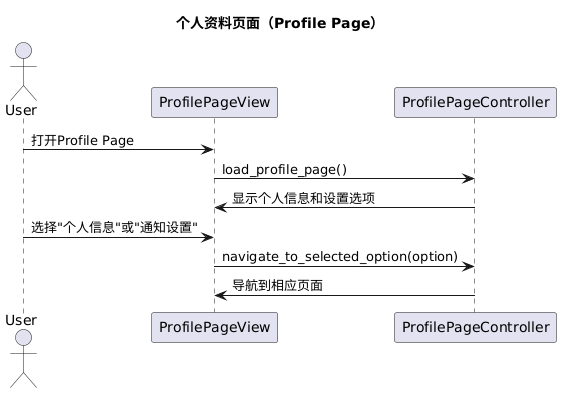 个人资料页面（Profile Page）
User
ProfilePageView
ProfilePageController
打开Profile Page
load_profile_page()
显示个人信息和设置选项
选择"个人信息"或"通知设置"
navigate_to_selected_option(option)
导航到相应页面
User
ProfilePageView
ProfilePageController